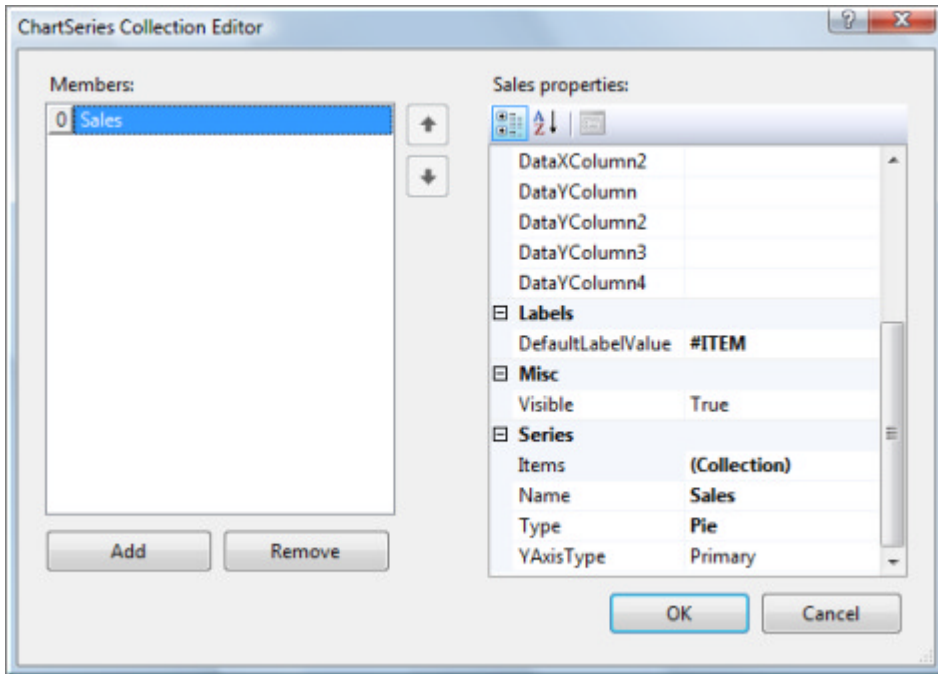 ChartSeries Collection Editor
Members:
0 Sales
Add Remove
Sales properties:
DataXColumn2
DataYColumn
DataYColumn2
DataYColumn3
DataYColumn4
Labels
DefaultLabelValue #ITEM
Misc
Visible True
Series
Items (Collection)
Name Sales
Type Pie
YAxisType Primary
OK Cancel